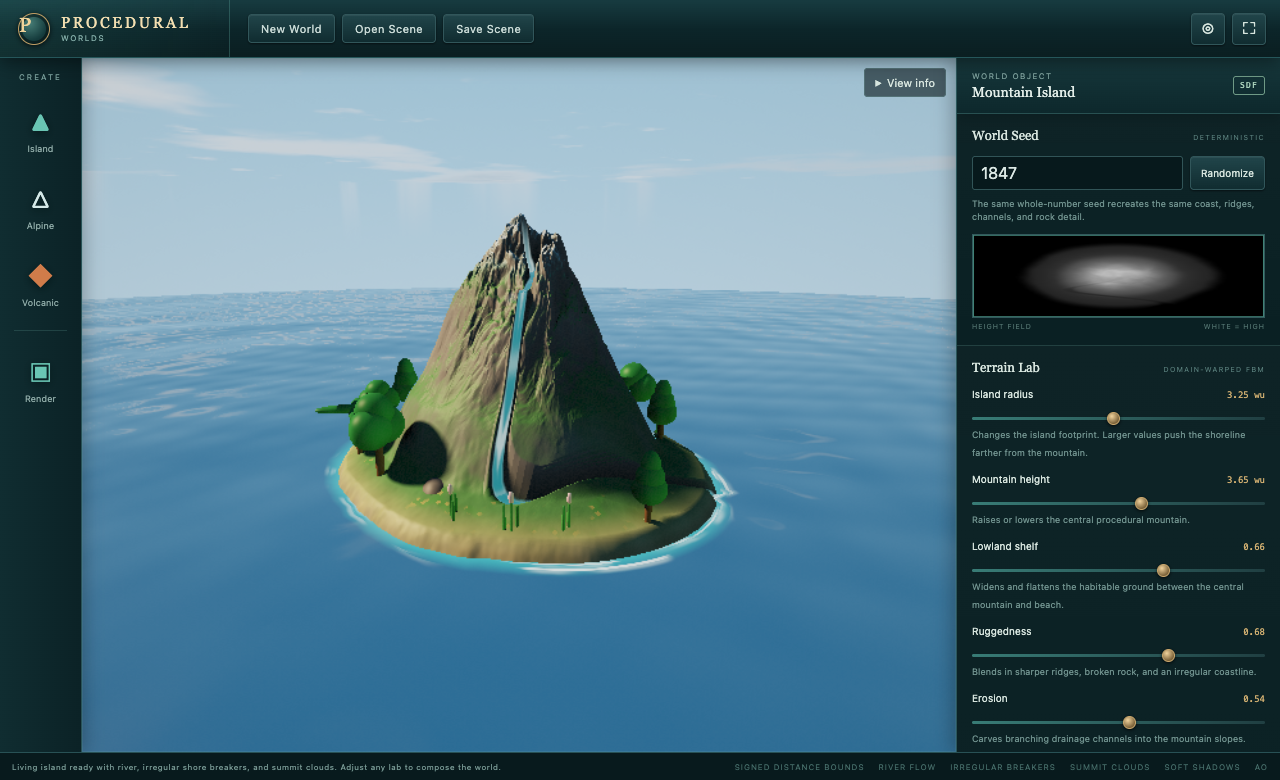 P
PROCEDURAL
WORLDS
New World
Open Scene
Save Scene
CREATE
Island
Alpine
Volcanic
Render
▶ View info
WORLD OBJECT
Mountain Island
SDF
World Seed
DETERMINISTIC
1847
Randomize
The same whole-number seed recreates the same coast, ridges,
channels, and rock detail.
HEIGHT FIELD
WHITE = HIGH
Terrain Lab
DOMAIN-WARPED FBM
Island radius
3.25 wu
Changes the island footprint. Larger values push the shoreline
farther from the mountain.
Mountain height
3.65 wu
Raises or lowers the central procedural mountain.
Lowland shelf
0.66
Widens and flattens the habitable ground between the central
mountain and beach.
Ruggedness
0.68
Blends in sharper ridges, broken rock, and an irregular coastline.
Erosion
0.54
Carves branching drainage channels into the mountain slopes.
Living island ready with river, irregular shore breakers, and summit clouds. Adjust any lab to compose the world.
SIGNED DISTANCE BOUNDS
RIVER FLOW
IRREGULAR BREAKERS
SUMMIT CLOUDS
SOFT SHADOWS
AO